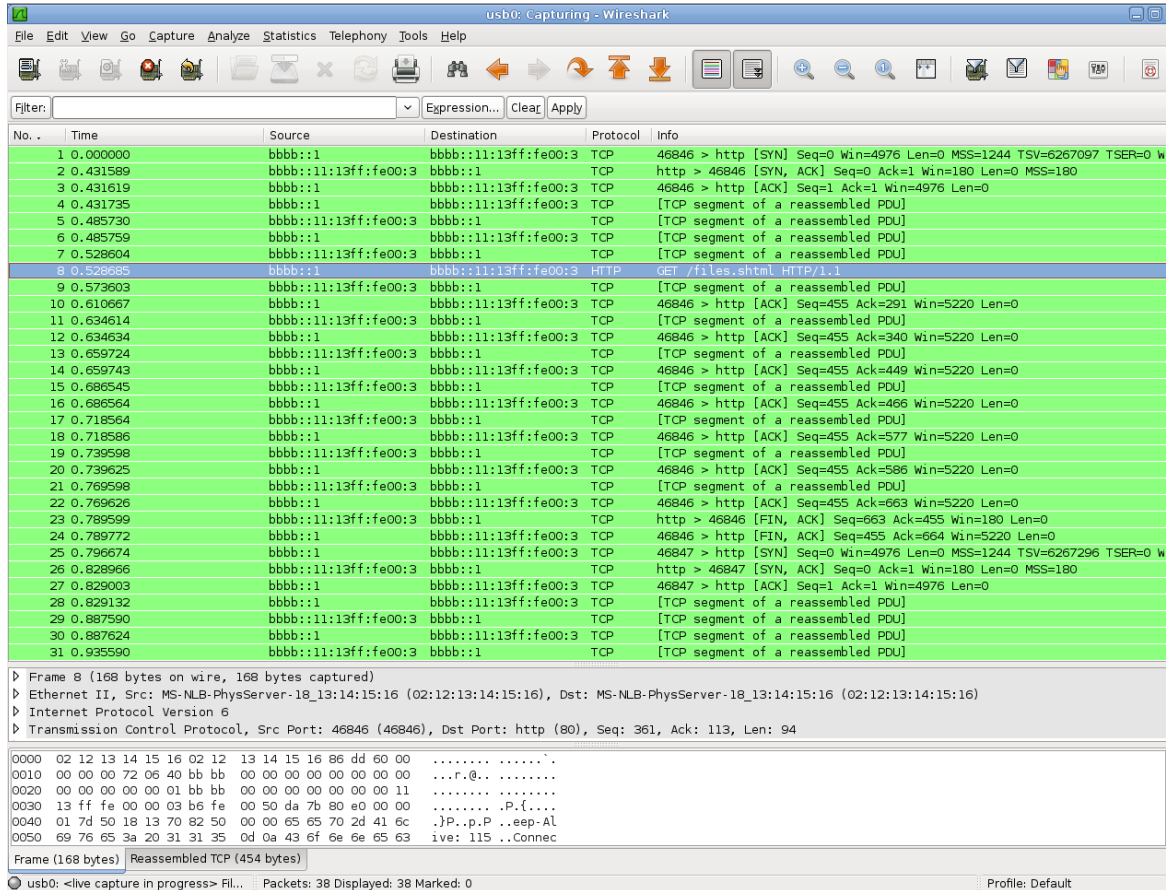 usb0: Capturing - Wireshark
File Edit View Go Capture Analyze Statistics Telephony Tools Help
Filter: Expression... Clear Apply
No. . Time Source Destination Protocol Info
1 0.000000 bbbb::1 bbbb::11:13ff:fe00:3 TCP 46846 > http [SYN] Seq=0 Win=4976 Len=0 MSS=1244 TSV=6267097 TSER=0 W
2 0.431589 bbbb::11:13ff:fe00:3 bbbb::1 TCP http > 46846 [SYN, ACK] Seq=0 Ack=1 Win=180 Len=0 MSS=180
3 0.431619 bbbb::1 bbbb::11:13ff:fe00:3 TCP 46846 > http [ACK] Seq=1 Ack=1 Win=4976 Len=0
4 0.431735 bbbb::1 bbbb::11:13ff:fe00:3 TCP [TCP segment of a reassembled PDU]
5 0.485730 bbbb::11:13ff:fe00:3 bbbb::1 TCP [TCP segment of a reassembled PDU]
6 0.485759 bbbb::1 bbbb::11:13ff:fe00:3 TCP [TCP segment of a reassembled PDU]
7 0.528604 bbbb::11:13ff:fe00:3 bbbb::1 TCP [TCP segment of a reassembled PDU]
8 0.528685 bbbb::1 bbbb::11:13ff:fe00:3 HTTP GET /files.shtml HTTP/1.1
9 0.573603 bbbb::11:13ff:fe00:3 bbbb::1 TCP [TCP segment of a reassembled PDU]
10 0.610667 bbbb::1 bbbb::11:13ff:fe00:3 TCP 46846 > http [ACK] Seq=455 Ack=291 Win=5220 Len=0
11 0.634614 bbbb::11:13ff:fe00:3 bbbb::1 TCP [TCP segment of a reassembled PDU]
12 0.634634 bbbb::1 bbbb::11:13ff:fe00:3 TCP 46846 > http [ACK] Seq=455 Ack=340 Win=5220 Len=0
13 0.659724 bbbb::11:13ff:fe00:3 bbbb::1 TCP [TCP segment of a reassembled PDU]
14 0.659743 bbbb::1 bbbb::11:13ff:fe00:3 TCP 46846 > http [ACK] Seq=455 Ack=449 Win=5220 Len=0
15 0.686545 bbbb::11:13ff:fe00:3 bbbb::1 TCP [TCP segment of a reassembled PDU]
16 0.686564 bbbb::1 bbbb::11:13ff:fe00:3 TCP 46846 > http [ACK] Seq=455 Ack=466 Win=5220 Len=0
17 0.718564 bbbb::11:13ff:fe00:3 bbbb::1 TCP [TCP segment of a reassembled PDU]
18 0.718586 bbbb::1 bbbb::11:13ff:fe00:3 TCP 46846 > http [ACK] Seq=455 Ack=577 Win=5220 Len=0
19 0.739598 bbbb::11:13ff:fe00:3 bbbb::1 TCP [TCP segment of a reassembled PDU]
20 0.739625 bbbb::1 bbbb::11:13ff:fe00:3 TCP 46846 > http [ACK] Seq=455 Ack=586 Win=5220 Len=0
21 0.769598 bbbb::11:13ff:fe00:3 bbbb::1 TCP [TCP segment of a reassembled PDU]
22 0.769626 bbbb::1 bbbb::11:13ff:fe00:3 TCP 46846 > http [ACK] Seq=455 Ack=663 Win=5220 Len=0
23 0.789599 bbbb::11:13ff:fe00:3 bbbb::1 TCP http > 46846 [FIN, ACK] Seq=663 Ack=455 Win=180 Len=0
24 0.789772 bbbb::1 bbbb::11:13ff:fe00:3 TCP 46846 > http [FIN, ACK] Seq=455 Ack=664 Win=5220 Len=0
25 0.796674 bbbb::1 bbbb::11:13ff:fe00:3 TCP 46847 > http [SYN] Seq=0 Win=4976 Len=0 MSS=1244 TSV=6267296 TSER=0 W
26 0.828966 bbbb::11:13ff:fe00:3 bbbb::1 TCP http > 46847 [SYN, ACK] Seq=0 Ack=1 Win=180 Len=0 MSS=180
27 0.829003 bbbb::1 bbbb::11:13ff:fe00:3 TCP 46847 > http [ACK] Seq=1 Ack=1 Win=4976 Len=0
28 0.829132 bbbb::1 bbbb::11:13ff:fe00:3 TCP [TCP segment of a reassembled PDU]
29 0.887590 bbbb::11:13ff:fe00:3 bbbb::1 TCP [TCP segment of a reassembled PDU]
30 0.887624 bbbb::1 bbbb::11:13ff:fe00:3 TCP [TCP segment of a reassembled PDU]
31 0.935590 bbbb::11:13ff:fe00:3 bbbb::1 TCP [TCP segment of a reassembled PDU]
Frame 8 (168 bytes on wire, 168 bytes captured)
Ethernet II, Src: MS-NLB-PhysServer-18_13:14:15:16 (02:12:13:14:15:16), Dst: MS-NLB-PhysServer-18_13:14:15:16 (02:12:13:14:15:16)
Internet Protocol Version 6
Transmission Control Protocol, Src Port: 46846 (46846), Dst Port: http (80), Seq: 361, Ack: 113, Len: 94
0000 02 12 13 14 15 16 02 12 13 14 15 16 86 dd 60 00 ........ ......`.
0010 00 00 00 72 06 40 bb bb 00 00 00 00 00 00 00 00 ...r.@.. ........
0020 00 00 00 00 00 01 bb bb 00 00 00 00 00 00 00 11 ........ ........
0030 13 ff fe 00 00 03 b6 fe 00 50 da 7b 80 e0 00 00 ........ .P.{....
0040 01 7d 50 18 13 70 82 50 00 00 65 65 70 2d 41 6c .}P..p.P ..eep-Al
0050 69 76 65 3a 20 31 31 35 0d 0a 43 6f 6e 6e 65 63 ive: 115 ..Connec
Frame (168 bytes) Reassembled TCP (454 bytes)
usb0: <live capture in progress> Fil... Packets: 38 Displayed: 38 Marked: 0 Profile: Default